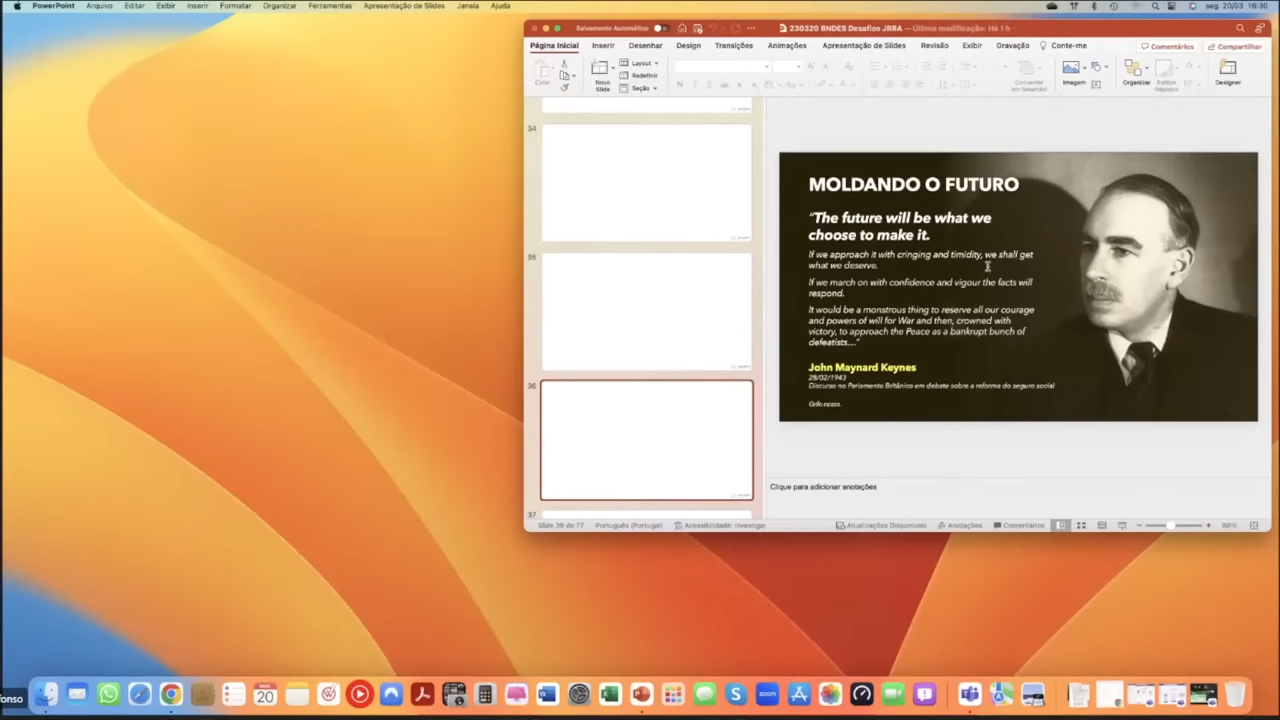 PowerPoint Arquivo Editar Exibir Inserir Formatar Organizar Ferramentas Apresentação de Slides Janela Ajuda seg. 20/03 16:30
Salvamento Automático 230320 BNDES Desafios JRRA — Última modificação: Há 1 h
Página Inicial Inserir Desenhar Design Transições Animações Apresentação de Slides Revisão Exibir Gravação Conte-me Comentários Compartilhar
Colar
Novo
Slide
Layout
Redefinir
Seção
Imagem
Organizar
Estilos
Rápidos
Designer
34
35
36
37
MOLDANDO O FUTURO
“The future will be what we
choose to make it.
If we approach it with cringing and timidity, we shall get
what we deserve.
If we march on with confidence and vigour the facts will
respond.
It would be a monstrous thing to reserve all our courage
and powers of will for War and then, crowned with
victory, to approach the Peace as a bankrupt bunch of
defeatists...."
John Maynard Keynes
28/02/1943
Discurso no Parlamento Britânico em debate sobre a reforma do seguro social
Grifo nosso.
Clique para adicionar anotações
Slide 36 de 77 Português (Portugal) Acessibilidade: Investigar Atualizações Disponíveis Anotações Comentários 98%
fonso
20
zoom